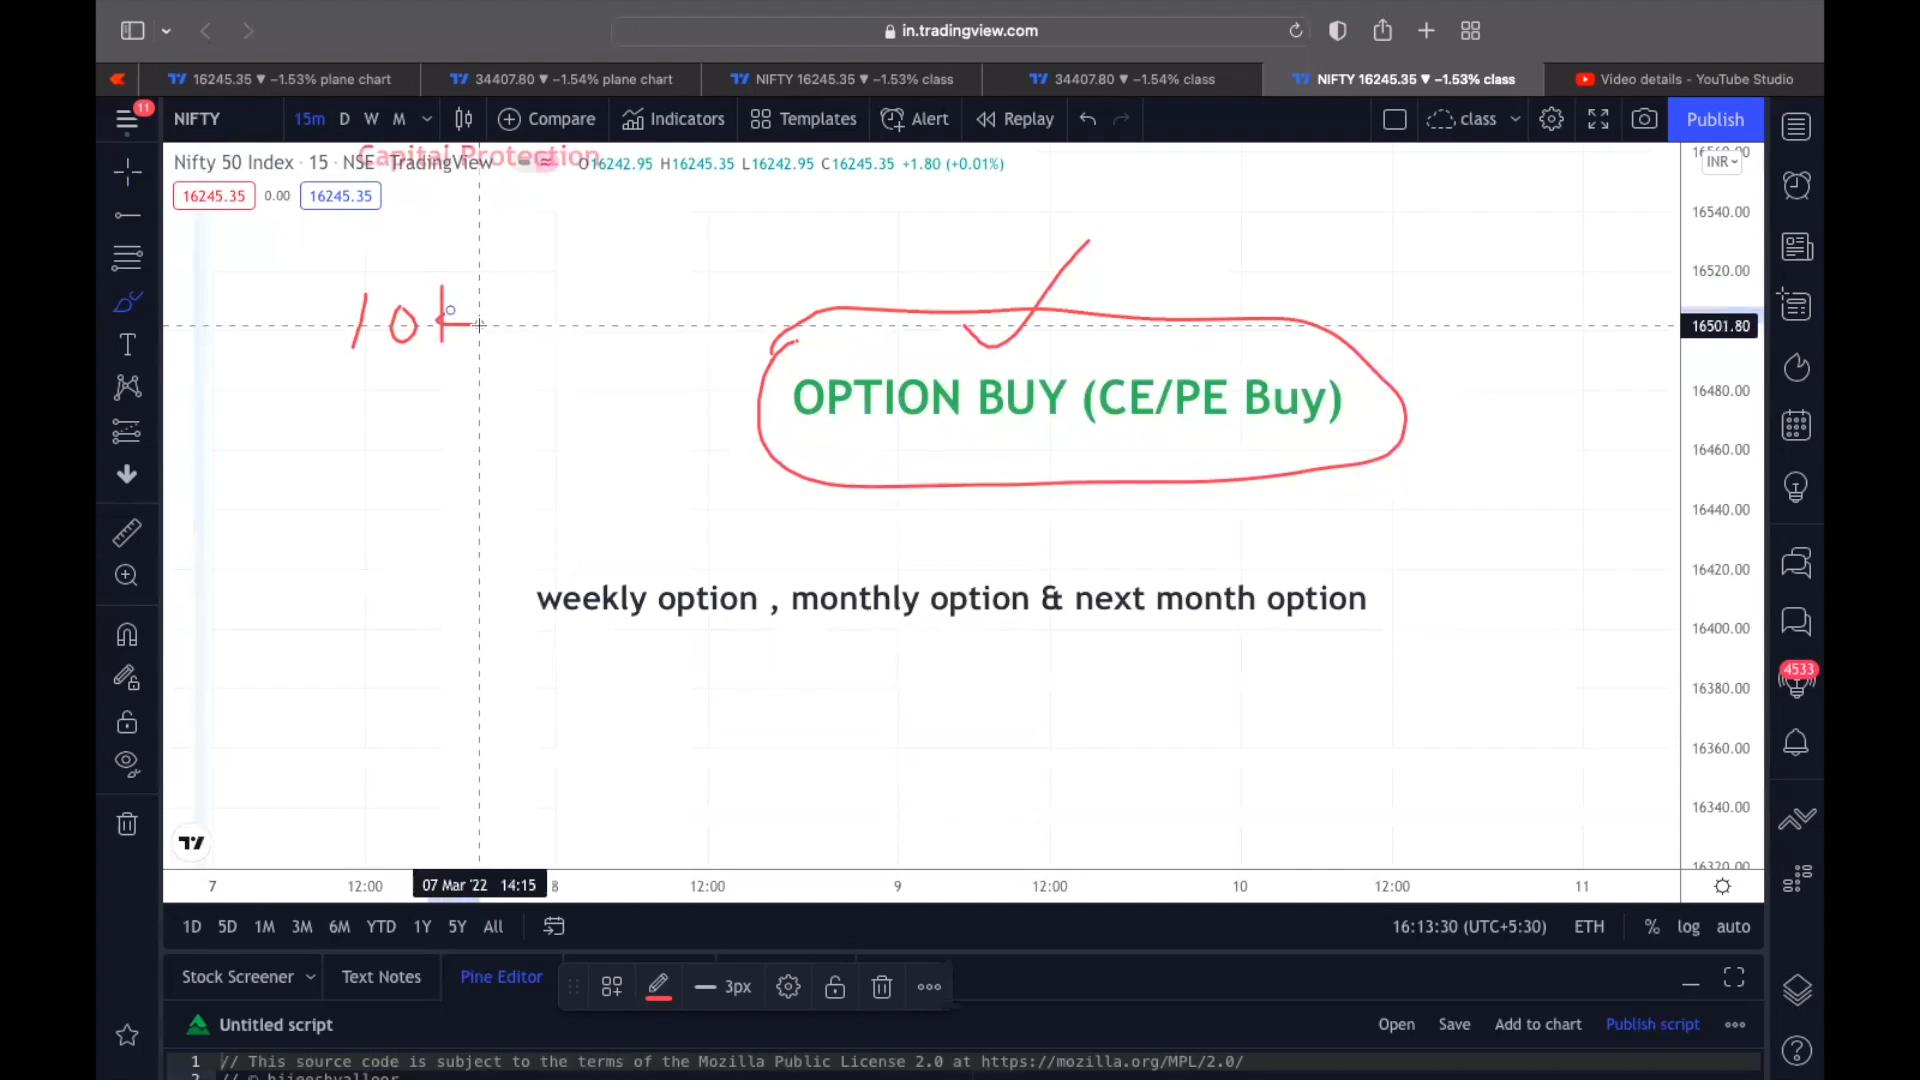 in.tradingview.com
16245.35 ▼ −1.53% plane chart
34407.80 ▼ −1.54% plane chart
NIFTY 16245.35 ▼ −1.53% class
34407.80 ▼ −1.54% class
NIFTY 16245.35 ▼ −1.53% class
Video details - YouTube Studio
11
NIFTY 15m D W M Compare Indicators Templates Alert Replay class Publish
Capital Protection
Nifty 50 Index · 15 · NSE TradingView O16242.95 H16245.35 L16242.95 C16245.35 +1.80 (+0.01%)
INR
16245.35 0.00 16245.35
16540.00
16520.00
10
16501.80
OPTION BUY (CE/PE Buy)
16480.00
16460.00
16440.00
16420.00
weekly option , monthly option & next month option
16400.00
16380.00
4533
16360.00
16340.00
16320.00
7 12:00 07 Mar '22 14:15 8 12:00 9 12:00 10 12:00 11
1D 5D 1M 3M 6M YTD 1Y 5Y All 16:13:30 (UTC+5:30) ETH % log auto
Stock Screener Text Notes Pine Editor 3px
Untitled script Open Save Add to chart Publish script
1 // This source code is subject to the terms of the Mozilla Public License 2.0 at https://mozilla.org/MPL/2.0/
2 // ©